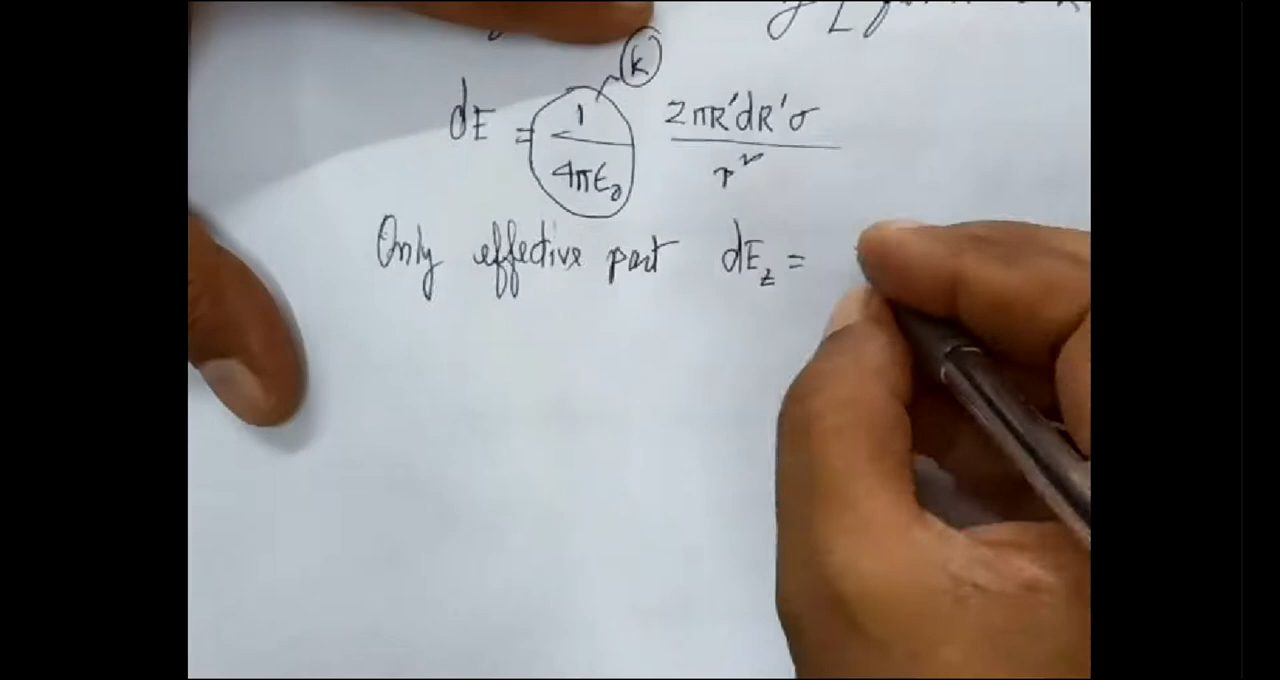 dE = 1/4πε₀ (k) 2πR'dR'σ/r²
Only effective part dE_z =